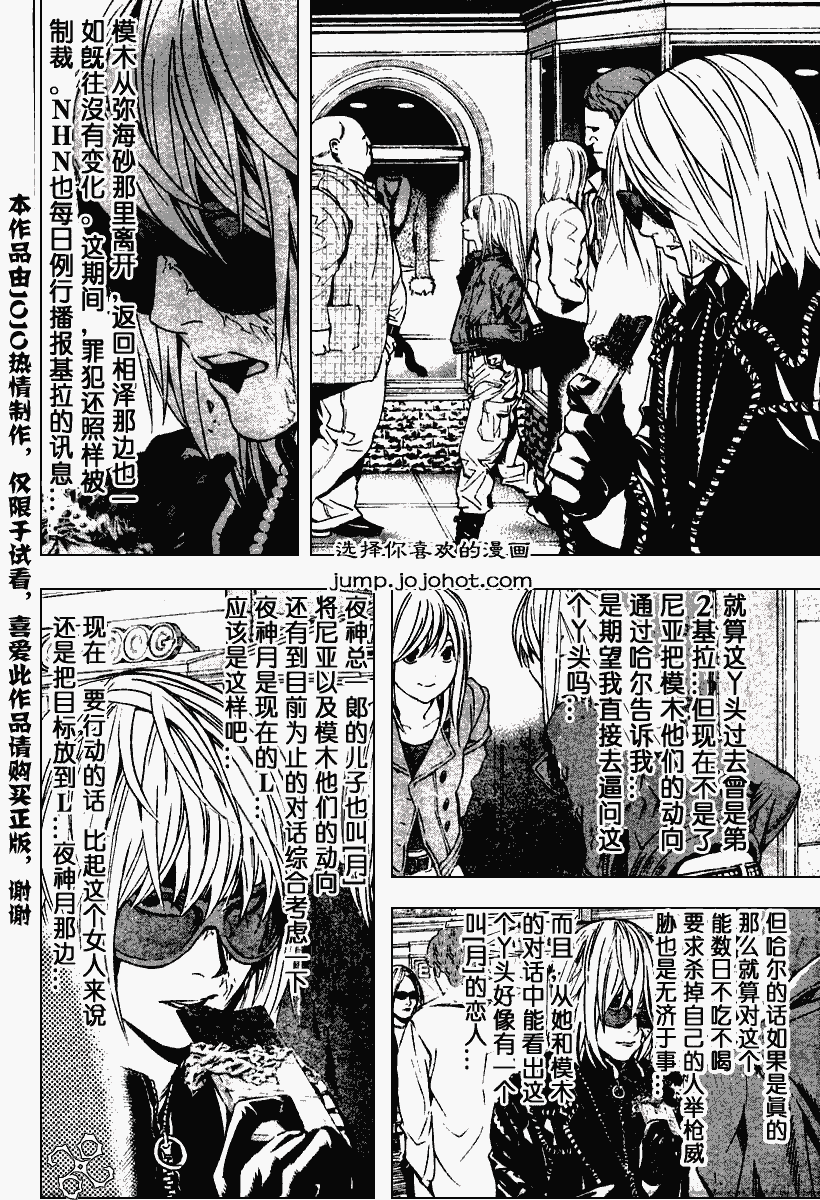 模木从弥海砂那里离开，返回相泽那边也一
如既往沒有变化。这期间，罪犯还照样被
制裁。NHN也每日例行播报基拉的讯息…
本作品由JOJO热情制作，仅限于试看，喜爱此作品请购买正版，谢谢
选择你喜欢的漫画
jump.jojohot.com
就算这丫头过去曾是第
2基拉…但现在不是了
尼亚把模木他们的动向
通过哈尔告诉我…
是期望我直接去逼问这
个丫头吗…
但哈尔的话如果是真的
那么就算对这个
能数日不吃不喝
要求杀掉自己的人举枪威
胁也是无济于事…
而且，从她和模木
的对话中能看出这
个丫头好像有一个
叫「月」的恋人…
夜神总一郎的儿子也叫「月」
将尼亚以及模木他们的动向
还有到目前为止的对话综合考虑一下
夜神月是现在的L…
应该是这样吧…
现在 要行动的话 比起这个女人来说
还是把目标放到L…夜神月那边…